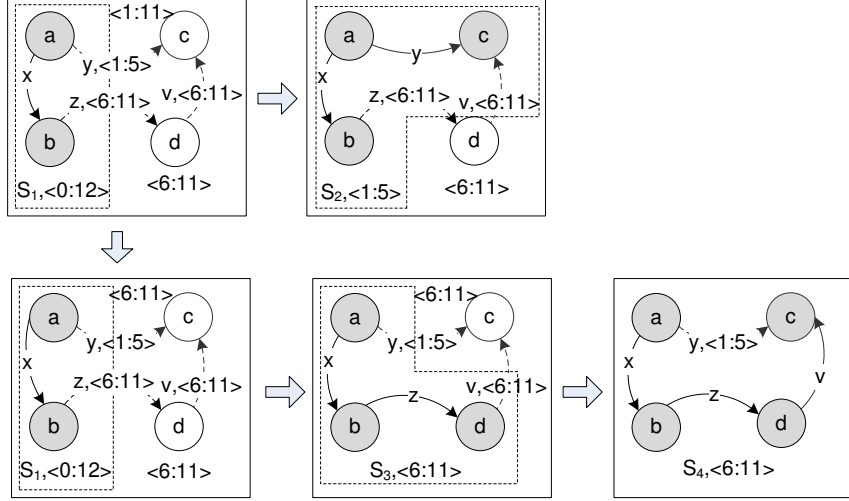 <1:11>
a
c
y,<1:5>
x
z,<6:11>
v,<6:11>
b
d
S1,<0:12>
<6:11>
a
c
y
x
z,<6:11>
v,<6:11>
b
d
S2,<1:5>
<6:11>
<6:11>
a
c
y,<1:5>
x
z,<6:11>
v,<6:11>
b
d
S1,<0:12>
<6:11>
<6:11>
a
c
y,<1:5>
x
v,<6:11>
z
b
d
S3,<6:11>
a
c
y,<1:5>
x
v
z
b
d
S4,<6:11>